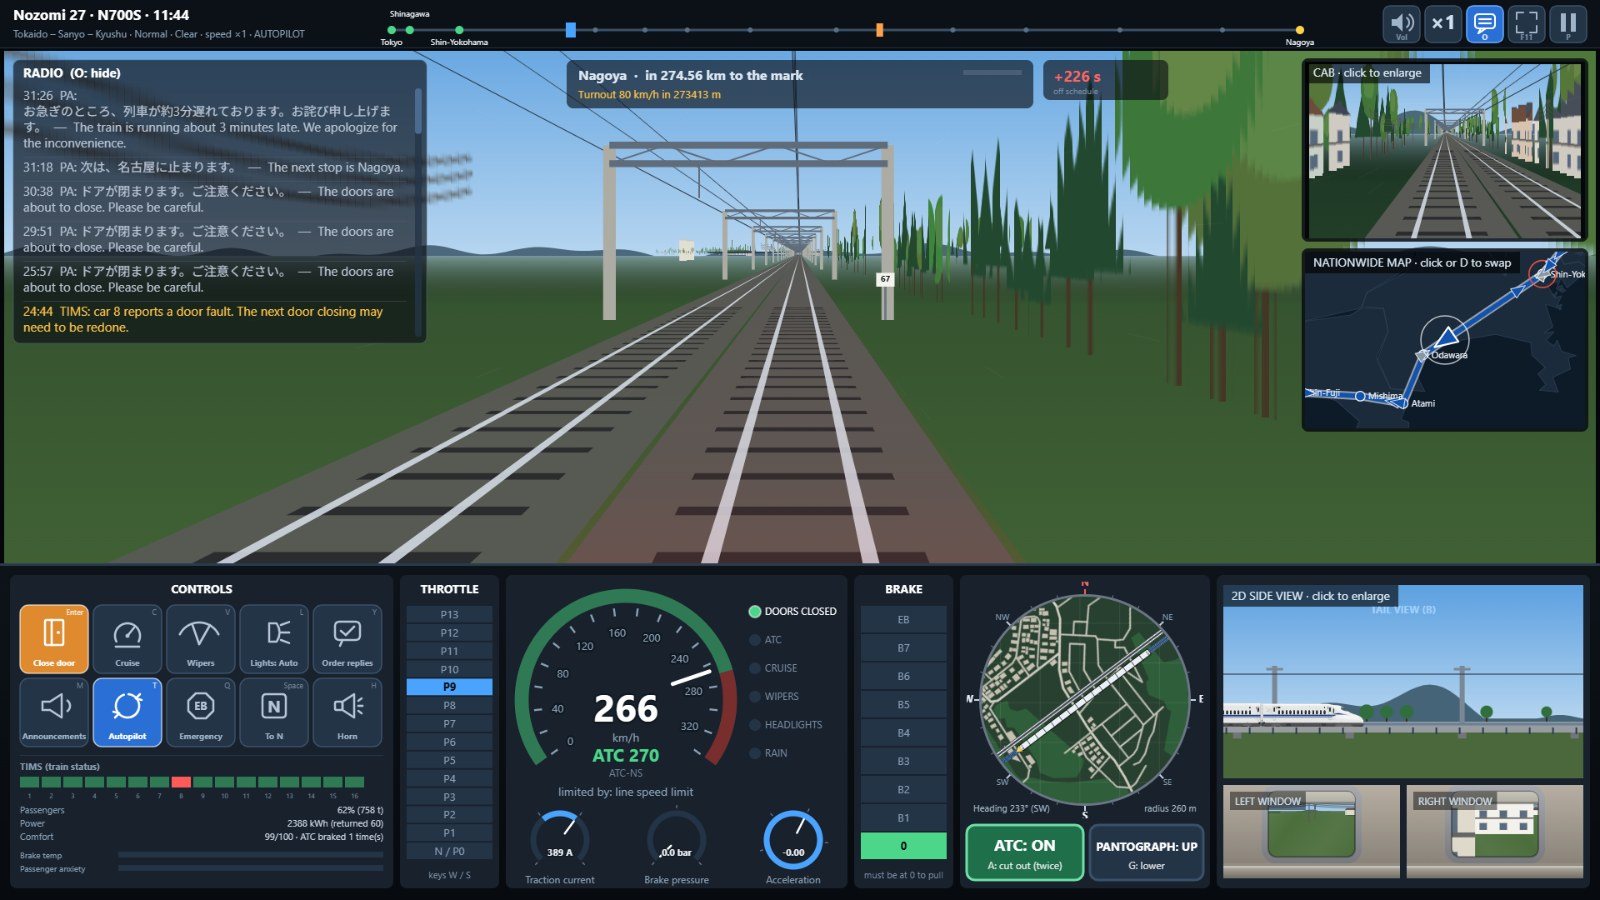 Nozomi 27 · N700S · 11:44
Tokaido – Sanyo – Kyushu · Normal · Clear · speed ×1 · AUTOPILOT
Shinagawa
Tokyo
Shin-Yokohama
Nagoya
Vol
×1
O
F11
P
RADIO (O: hide)
31:26 PA:
お急ぎのところ、列車が約3分遅れております。お詫び申し上げま
す。 — The train is running about 3 minutes late. We apologize for
the inconvenience.
31:18 PA: 次は、名古屋に止まります。 — The next stop is Nagoya.
30:38 PA: ドアが閉まります。ご注意ください。 — The doors are
about to close. Please be careful.
29:51 PA: ドアが閉まります。ご注意ください。 — The doors are
about to close. Please be careful.
25:57 PA: ドアが閉まります。ご注意ください。 — The doors are
about to close. Please be careful.
24:44 TIMS: car 8 reports a door fault. The next door closing may
need to be redone.
Nagoya · in 274.56 km to the mark
Turnout 80 km/h in 273413 m
+226 s
off schedule
67
CAB · click to enlarge
NATIONWIDE MAP · click or D to swap
Shin-Yok
Odawara
Shin-Fuji
Mishima
Atami
CONTROLS
Enter
Close door
C
Cruise
V
Wipers
L
Lights: Auto
Y
Order replies
M
Announcements
T
Autopilot
Q
EB
Emergency
Space
N
To N
H
Horn
TIMS (train status)
1 2 3 4 5 6 7 8 9 10 11 12 13 14 15 16
Passengers 62% (758 t)
Power 2388 kWh (returned 60)
Comfort 99/100 · ATC braked 1 time(s)
Brake temp
Passenger anxiety
THROTTLE
P13
P12
P11
P10
P9
P8
P7
P6
P5
P4
P3
P2
P1
N / P0
keys W / S
0
40
80
120
160
200
240
280
320
266
km/h
ATC 270
ATC-NS
limited by: line speed limit
DOORS CLOSED
ATC
CRUISE
WIPERS
HEADLIGHTS
RAIN
389 A
Traction current
0.0 bar
Brake pressure
-0.00
Acceleration
BRAKE
EB
B7
B6
B5
B4
B3
B2
B1
0
must be at 0 to pull
N
NW
NE
W
E
SW
SE
S
Heading 233° (SW)
radius 260 m
ATC: ON
A: cut out (twice)
PANTOGRAPH: UP
G: lower
2D SIDE VIEW · click to enlarge
TAIL VIEW (B)
LEFT WINDOW
RIGHT WINDOW